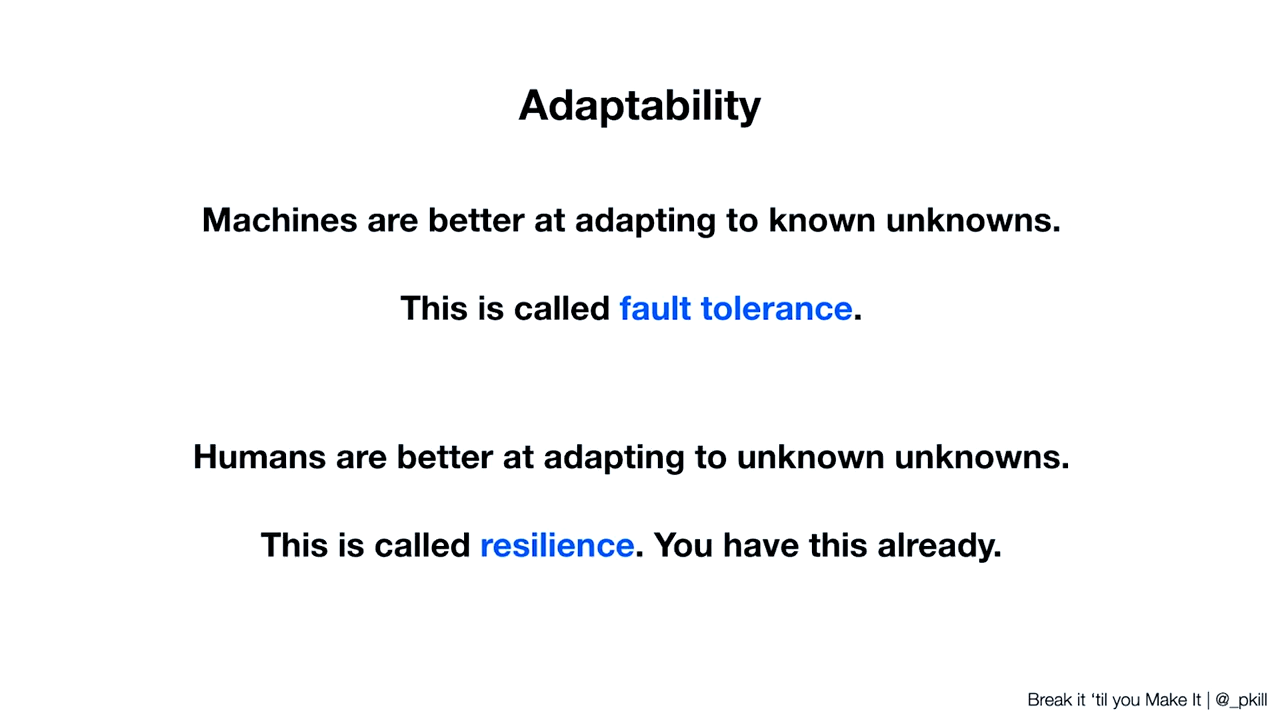 Adaptability
Machines are better at adapting to known unknowns.
This is called fault tolerance.
Humans are better at adapting to unknown unknowns.
This is called resilience. You have this already.
Break it ‘til you Make It | @_pkill